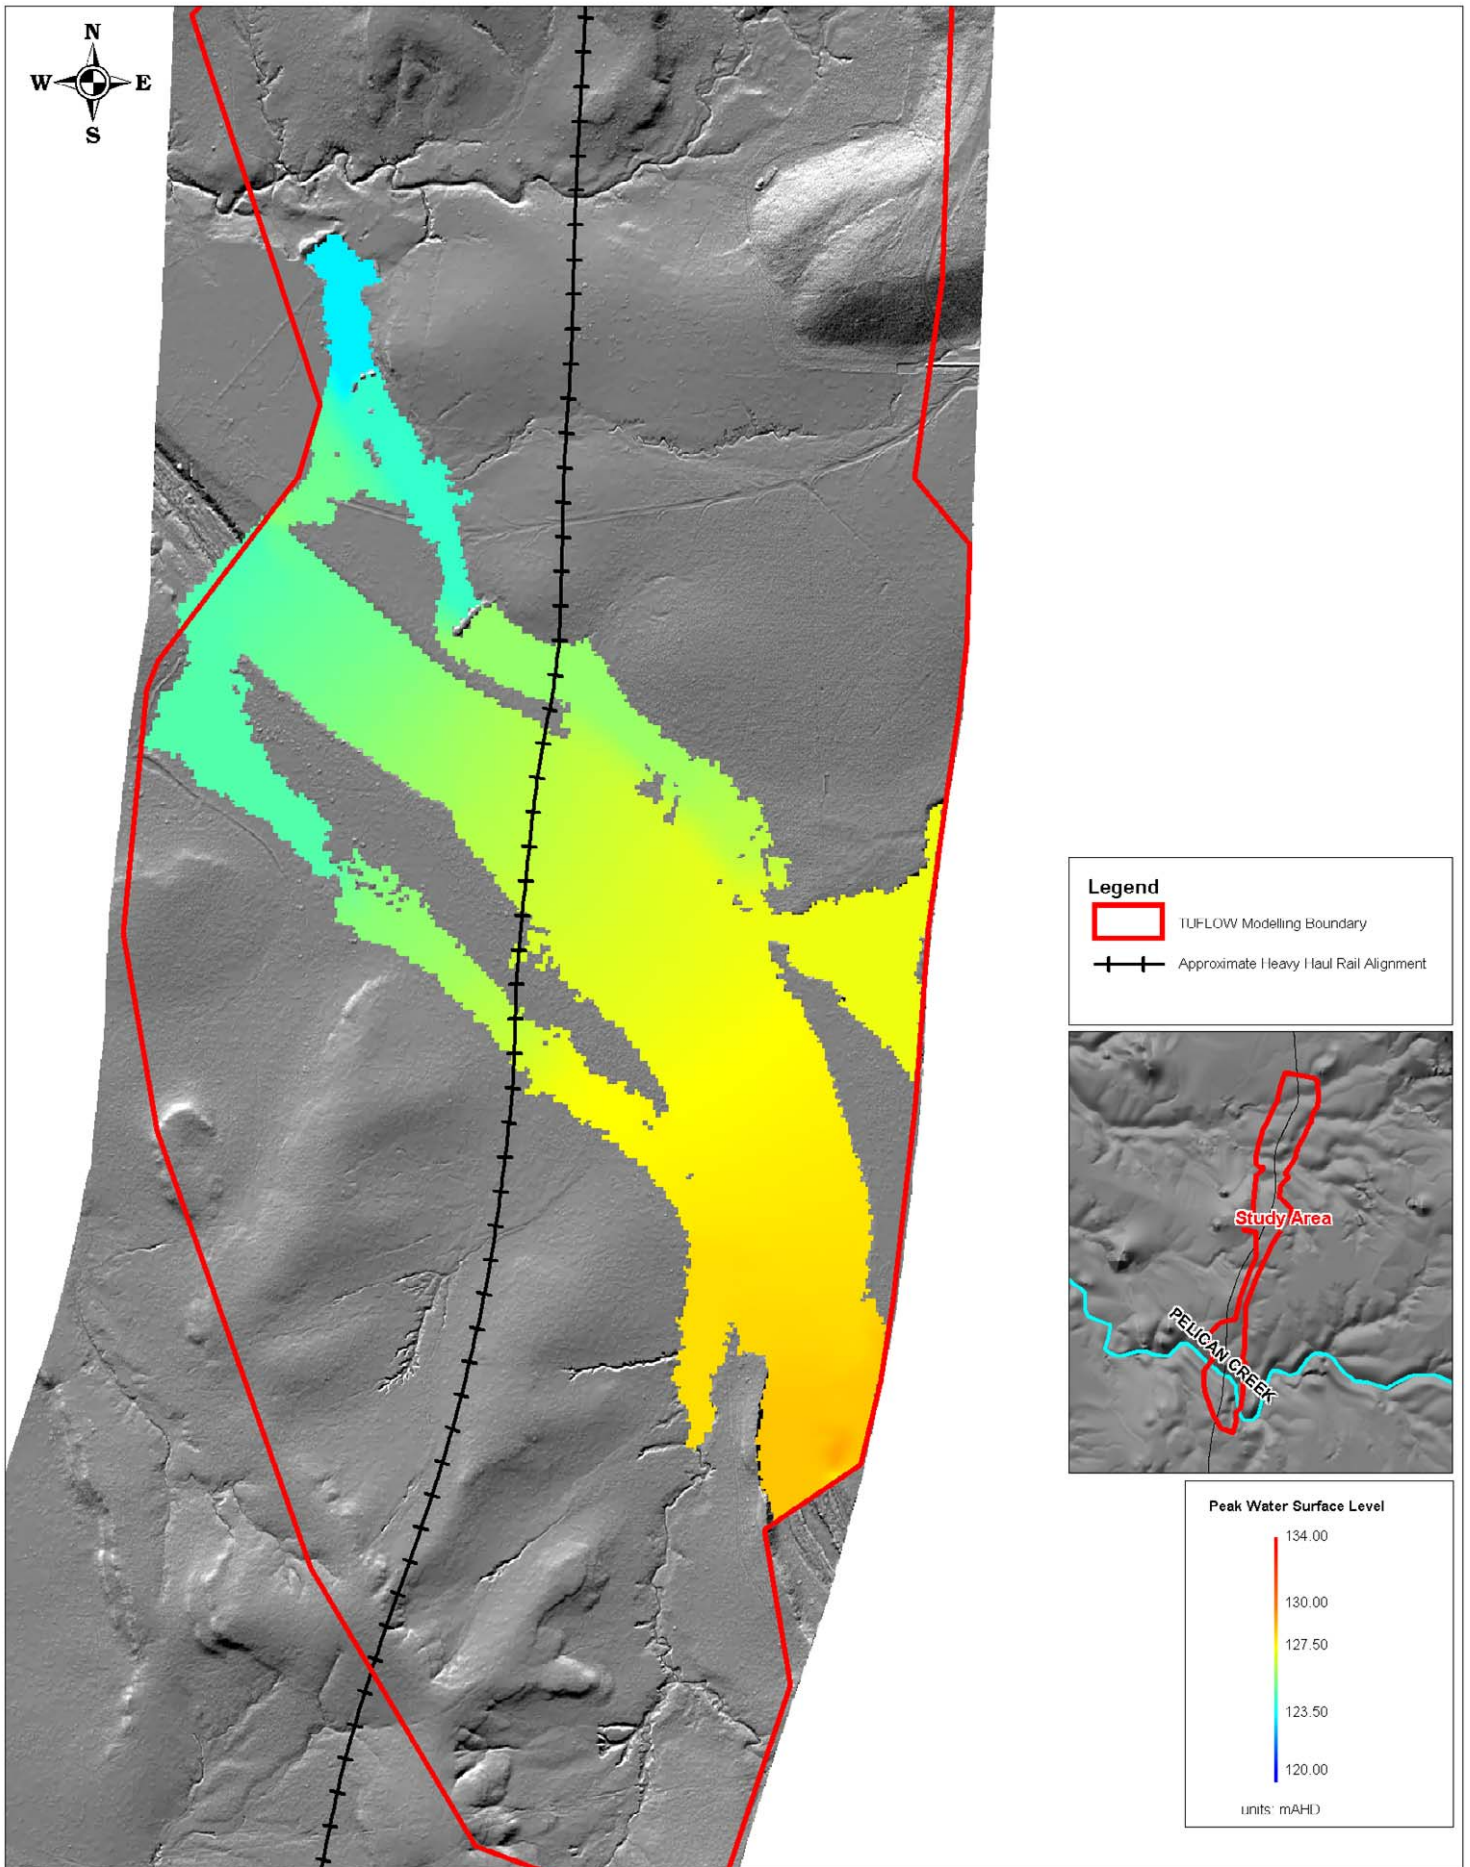 N
W E
S
Legend
TUFLOW Modelling Boundary
Approximate Heavy Haul Rail Alignment
Study Area
PELICAN CREEK
Peak Water Surface Level
134.00
130.00
127.50
123.50
120.00
units: mAHD